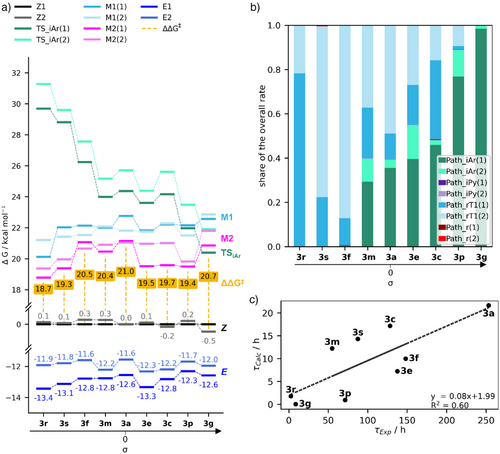 a)
Z1
Z2
TS_iAr(1)
TS_iAr(2)
M1(1)
M1(2)
M2(1)
M2(2)
E1
E2
ΔΔG‡
Δ G / kcal mol⁻¹
32
30
28
26
24
22
20
18
0
-12
-14
M1
M2
TS_iAr
ΔΔG‡
Z
E
18.7
19.3
20.5
20.4
21.0
19.5
19.7
19.4
20.7
0.1
0.1
0.3
0.3
0.0
0.1
-0.2
0.2
-0.5
-11.9
-11.8
-11.6
-12.2
-11.6
-12.2
-12.2
-11.7
-12.0
-13.4
-13.1
-12.8
-12.8
-12.6
-13.3
-12.8
-12.3
-12.6
3r
3s
3f
3m
3a
3e
3c
3p
3g
0
σ
b)
share of the overall rate
1.0
0.8
0.6
0.4
0.2
0.0
Path_iAr(1)
Path_iAr(2)
Path_iPy(1)
Path_iPy(2)
Path_rT1(1)
Path_rT1(2)
Path_r(1)
Path_r(2)
3r
3s
3f
3m
3a
3e
3c
3p
3g
0
σ
c)
τCalc / h
20
15
10
5
0
3a
3c
3s
3m
3f
3e
3r
3p
3g
y = 0.08x+1.99
R² = 0.60
0
50
100
150
200
250
τExp / h